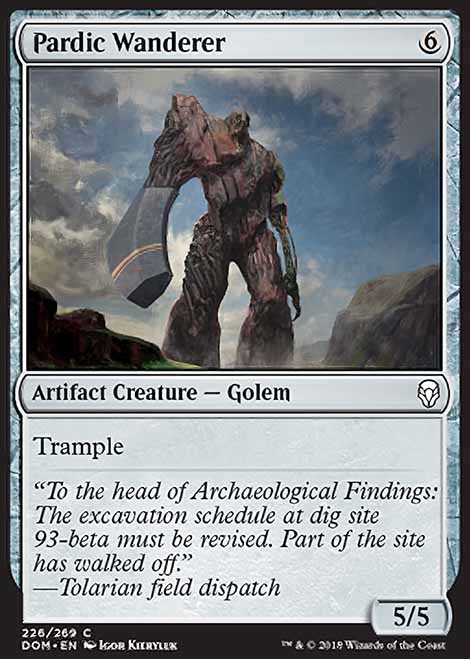 Pardic Wanderer 6
Artifact Creature — Golem
Trample
“To the head of Archaeological Findings:
The excavation schedule at dig site
93-beta must be revised. Part of the site
has walked off.”
—Tolarian field dispatch
5/5
226/269 C
DOM • EN Igor Kieryluk
™ & © 2018 Wizards of the Coast